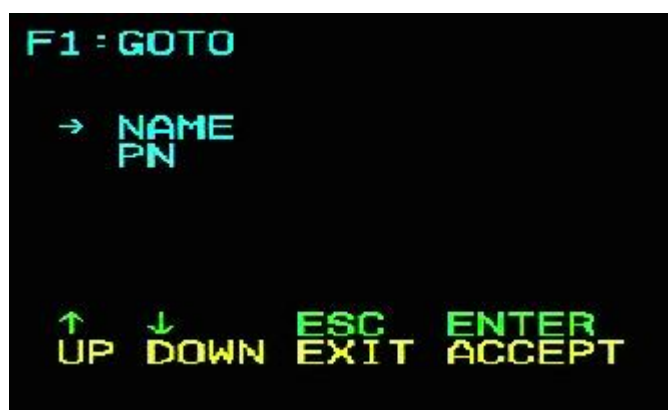 F1:GOTO
→ NAME
PN
↑ ↓ ESC ENTER
UP DOWN EXIT ACCEPT